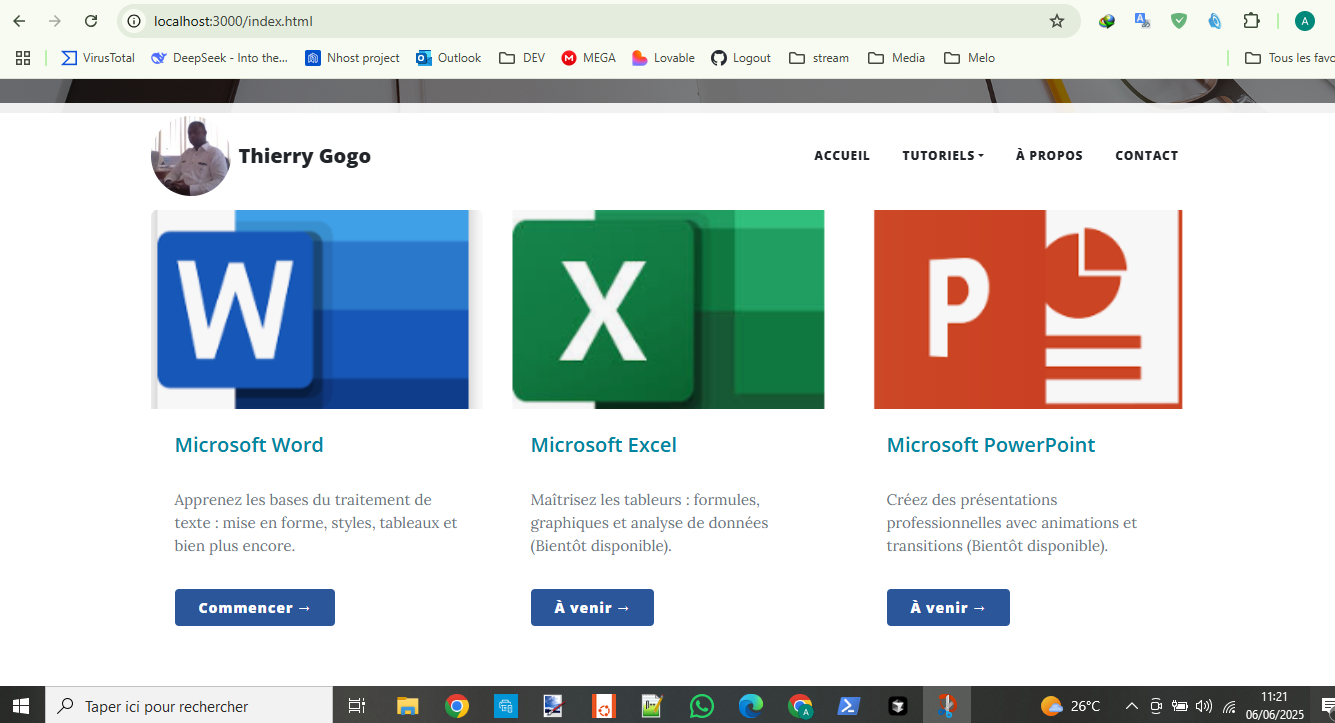 localhost:3000/index.html
A
VirusTotal
DeepSeek - Into the...
Nhost project
Outlook
DEV
MEGA
Lovable
Logout
stream
Media
Melo
Tous les favo
Thierry Gogo
ACCUEIL
TUTORIELS
À PROPOS
CONTACT
W
X
P
Microsoft Word
Microsoft Excel
Microsoft PowerPoint
Apprenez les bases du traitement de
texte : mise en forme, styles, tableaux et
bien plus encore.
Maîtrisez les tableurs : formules,
graphiques et analyse de données
(Bientôt disponible).
Créez des présentations
professionnelles avec animations et
transitions (Bientôt disponible).
Commencer →
À venir →
À venir →
Taper ici pour rechercher
26°C
11:21
06/06/2025